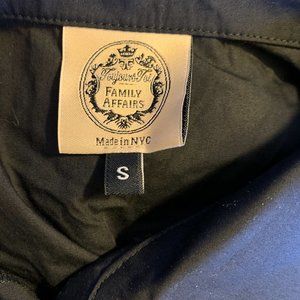 Toujours Toi
FAMILY
AFFAIRS
Made in NYC
S